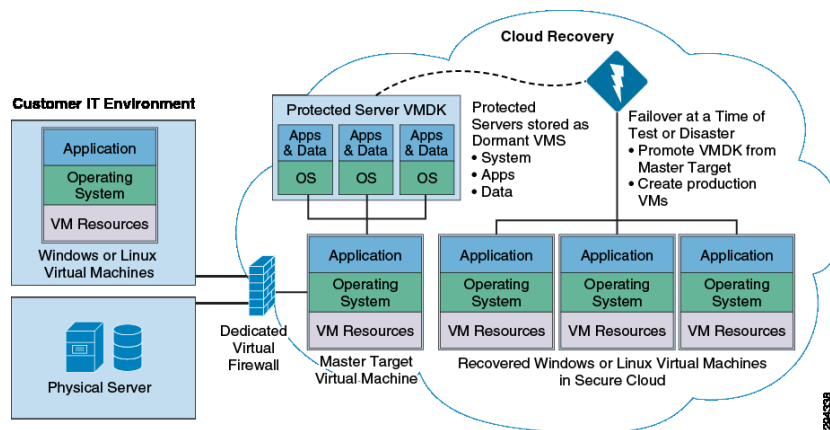 Cloud Recovery
Customer IT Environment
Application
Operating
System
VM Resources
Windows or Linux
Virtual Machines
Physical Server
Dedicated
Virtual
Firewall
Protected Server VMDK
Apps
& Data
Apps
& Data
Apps
& Data
OS
OS
OS
Protected
Servers stored as
Dormant VMS
• System
• Apps
• Data
Failover at a Time of
Test or Disaster
• Promote VMDK from
Master Target
• Create production
VMs
Application
Operating
System
VM Resources
Master Target
Virtual Machine
Application
Operating
System
VM Resources
Application
Operating
System
VM Resources
Application
Operating
System
VM Resources
Recovered Windows or Linux Virtual Machines
in Secure Cloud
294338